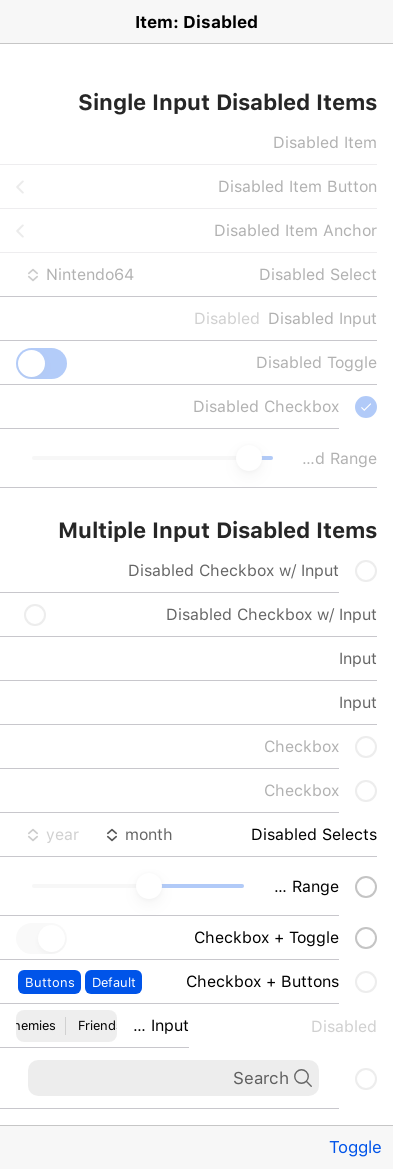 Item: Disabled
Single Input Disabled Items
Disabled Item
Disabled Item Button
Disabled Item Anchor
Disabled Select Nintendo64
Disabled Input Disabled
Disabled Toggle
Disabled Checkbox
...d Range
Multiple Input Disabled Items
Disabled Checkbox w/ Input
Disabled Checkbox w/ Input
Input
Input
Checkbox
Checkbox
Disabled Selects month year
... Range
Checkbox + Toggle
Checkbox + Buttons Default Buttons
Disabled ... Input Friend nemies
Search
Toggle